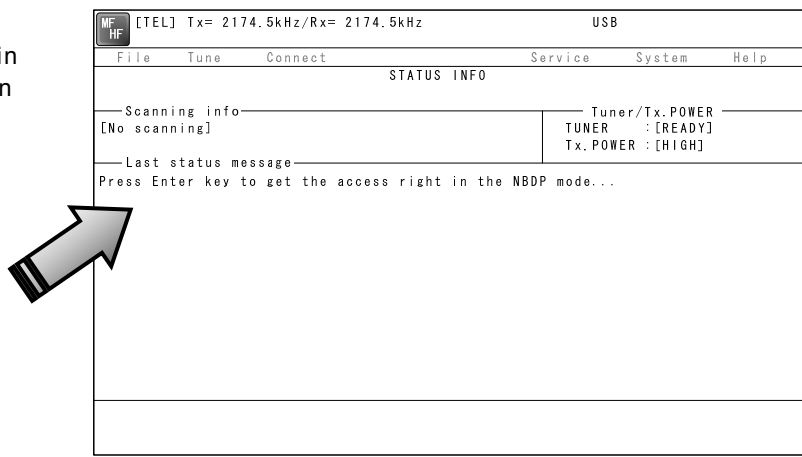 in
n
MF
HF
[TEL] Tx= 2174.5kHz/Rx= 2174.5kHz USB
File Tune Connect Service System Help
STATUS INFO
Scanning info Tuner/Tx.POWER
[No scanning] TUNER :[READY]
Tx.POWER :[HIGH]
Last status message
Press Enter key to get the access right in the NBDP mode...